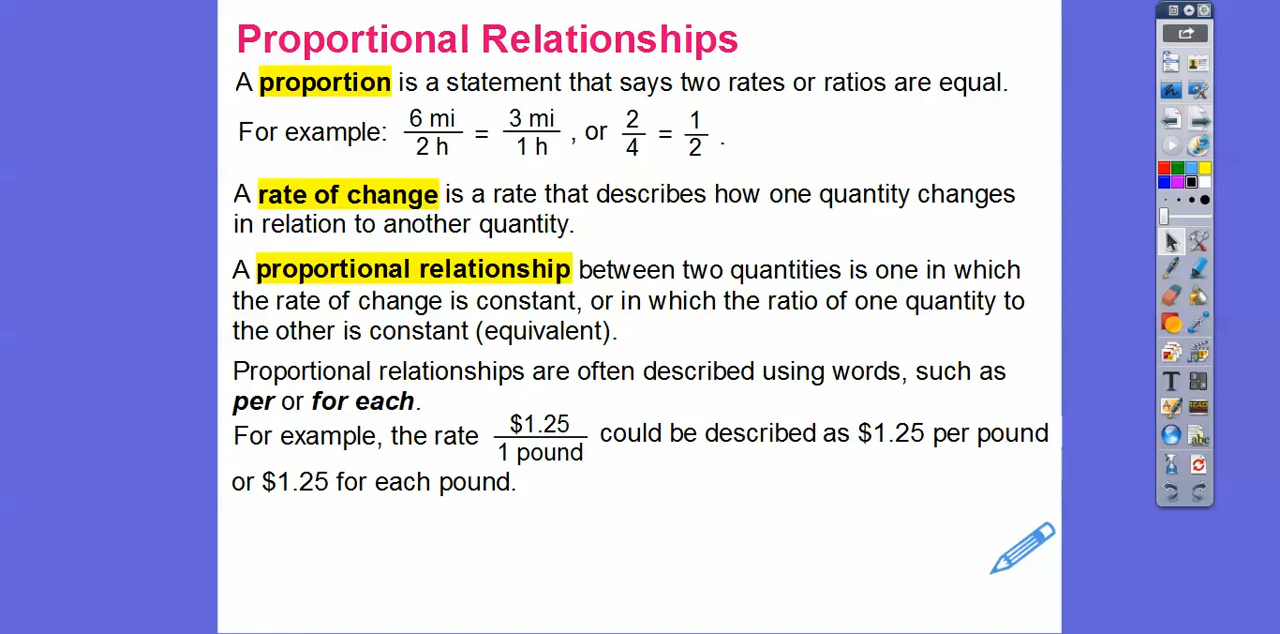 Proportional Relationships
A proportion is a statement that says two rates or ratios are equal.
For example: 6 mi / 2 h = 3 mi / 1 h , or 2 / 4 = 1 / 2 .
A rate of change is a rate that describes how one quantity changes
in relation to another quantity.
A proportional relationship between two quantities is one in which
the rate of change is constant, or in which the ratio of one quantity to
the other is constant (equivalent).
Proportional relationships are often described using words, such as
per or for each.
For example, the rate $1.25 / 1 pound could be described as $1.25 per pound
or $1.25 for each pound.